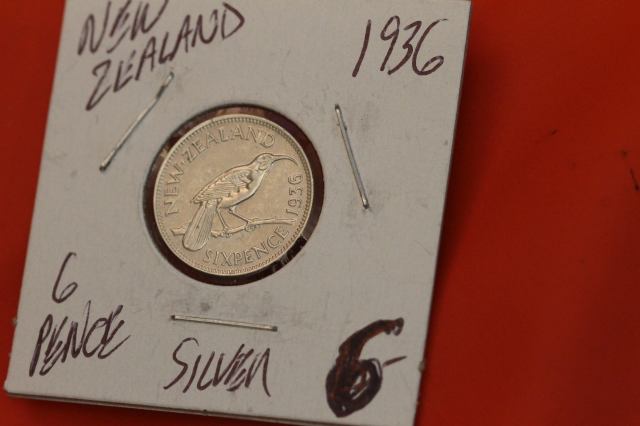 NEW
ZEALAND
1936
NEW·ZEALAND
1936
SIXPENCE
6
PENCE
SILVER
6-